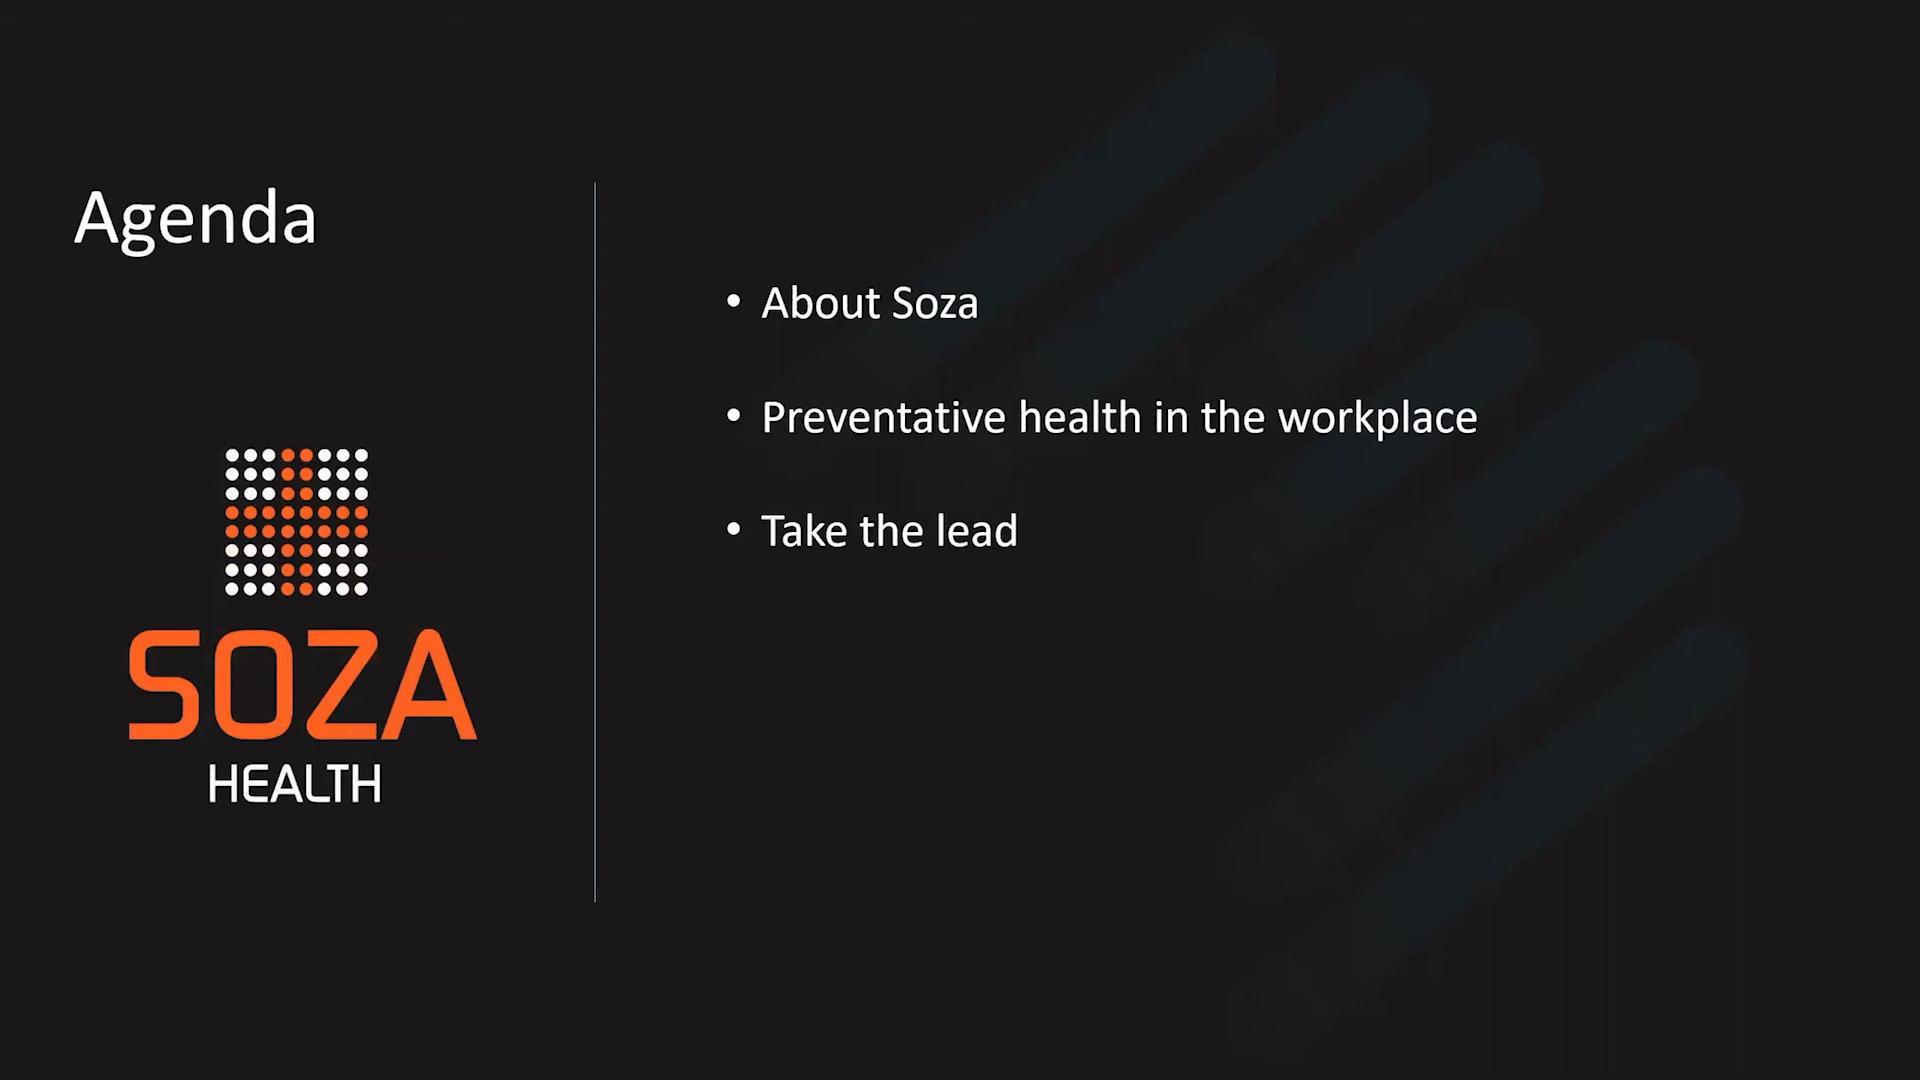 Agenda
SOZA
HEALTH
• About Soza
• Preventative health in the workplace
• Take the lead